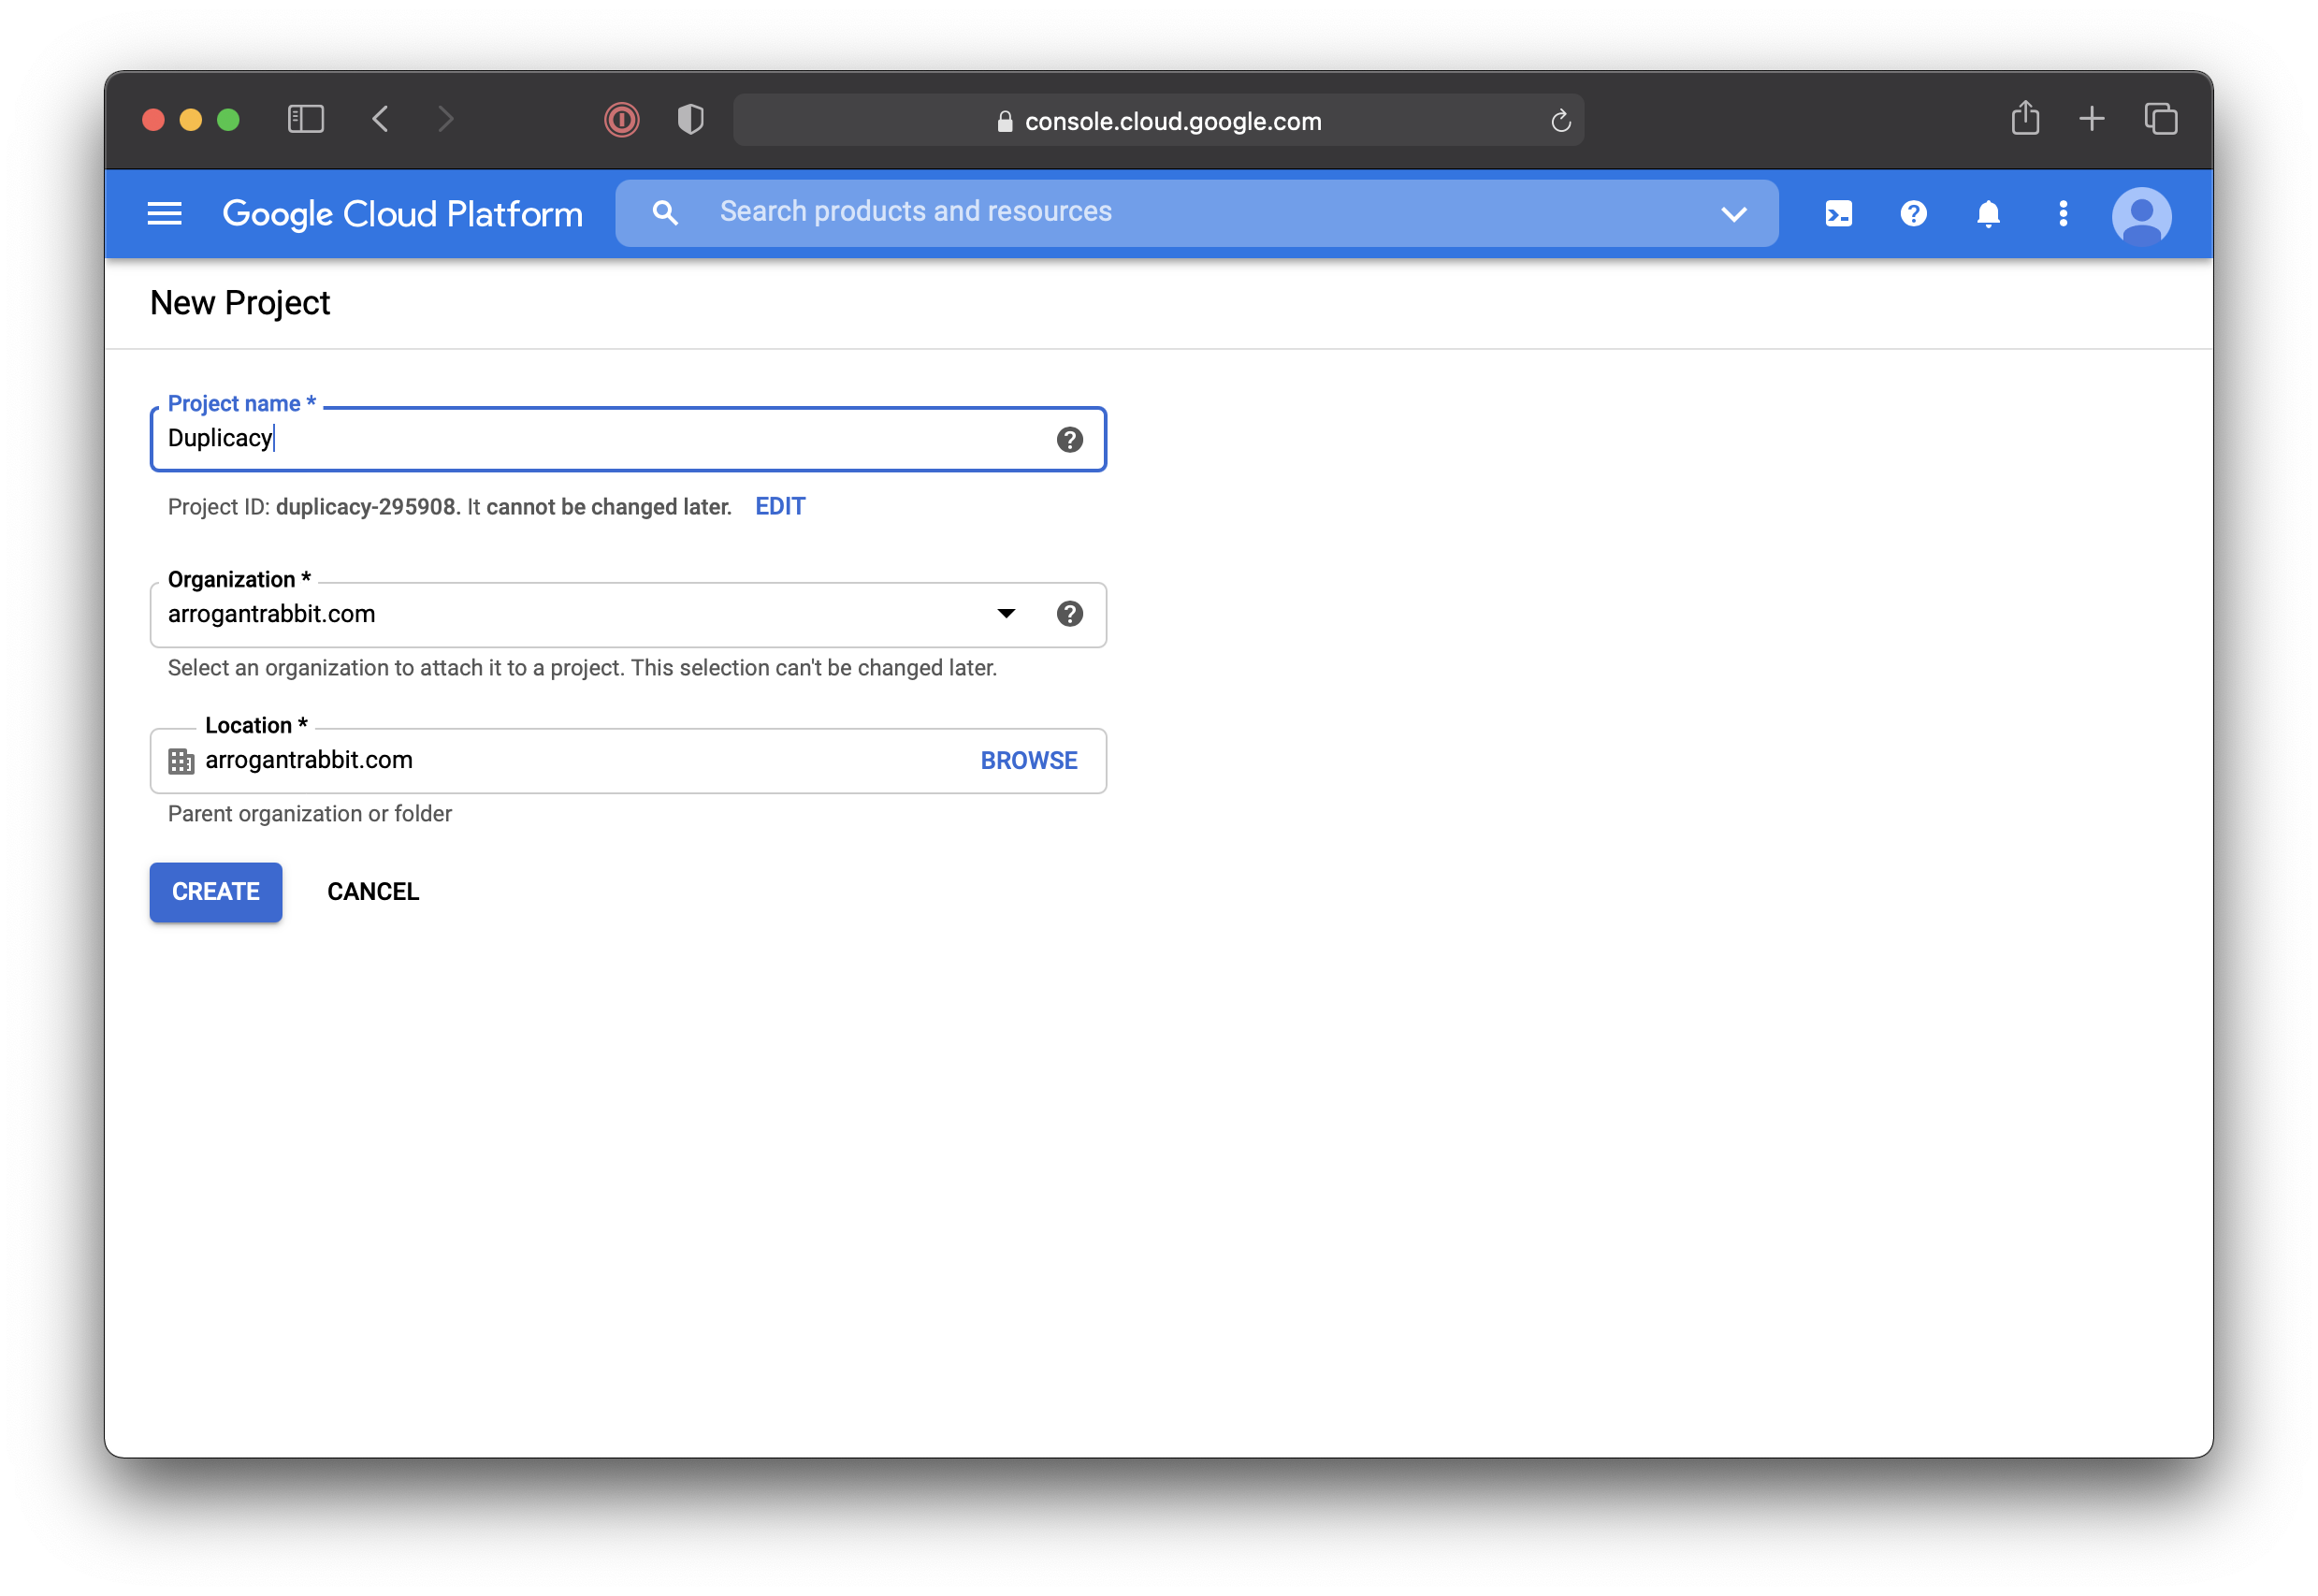 console.cloud.google.com
Google Cloud Platform
Search products and resources
New Project
Project name *
Duplicacy
Project ID: duplicacy-295908. It cannot be changed later. EDIT
Organization *
arrogantrabbit.com
Select an organization to attach it to a project. This selection can't be changed later.
Location *
arrogantrabbit.com BROWSE
Parent organization or folder
CREATE CANCEL